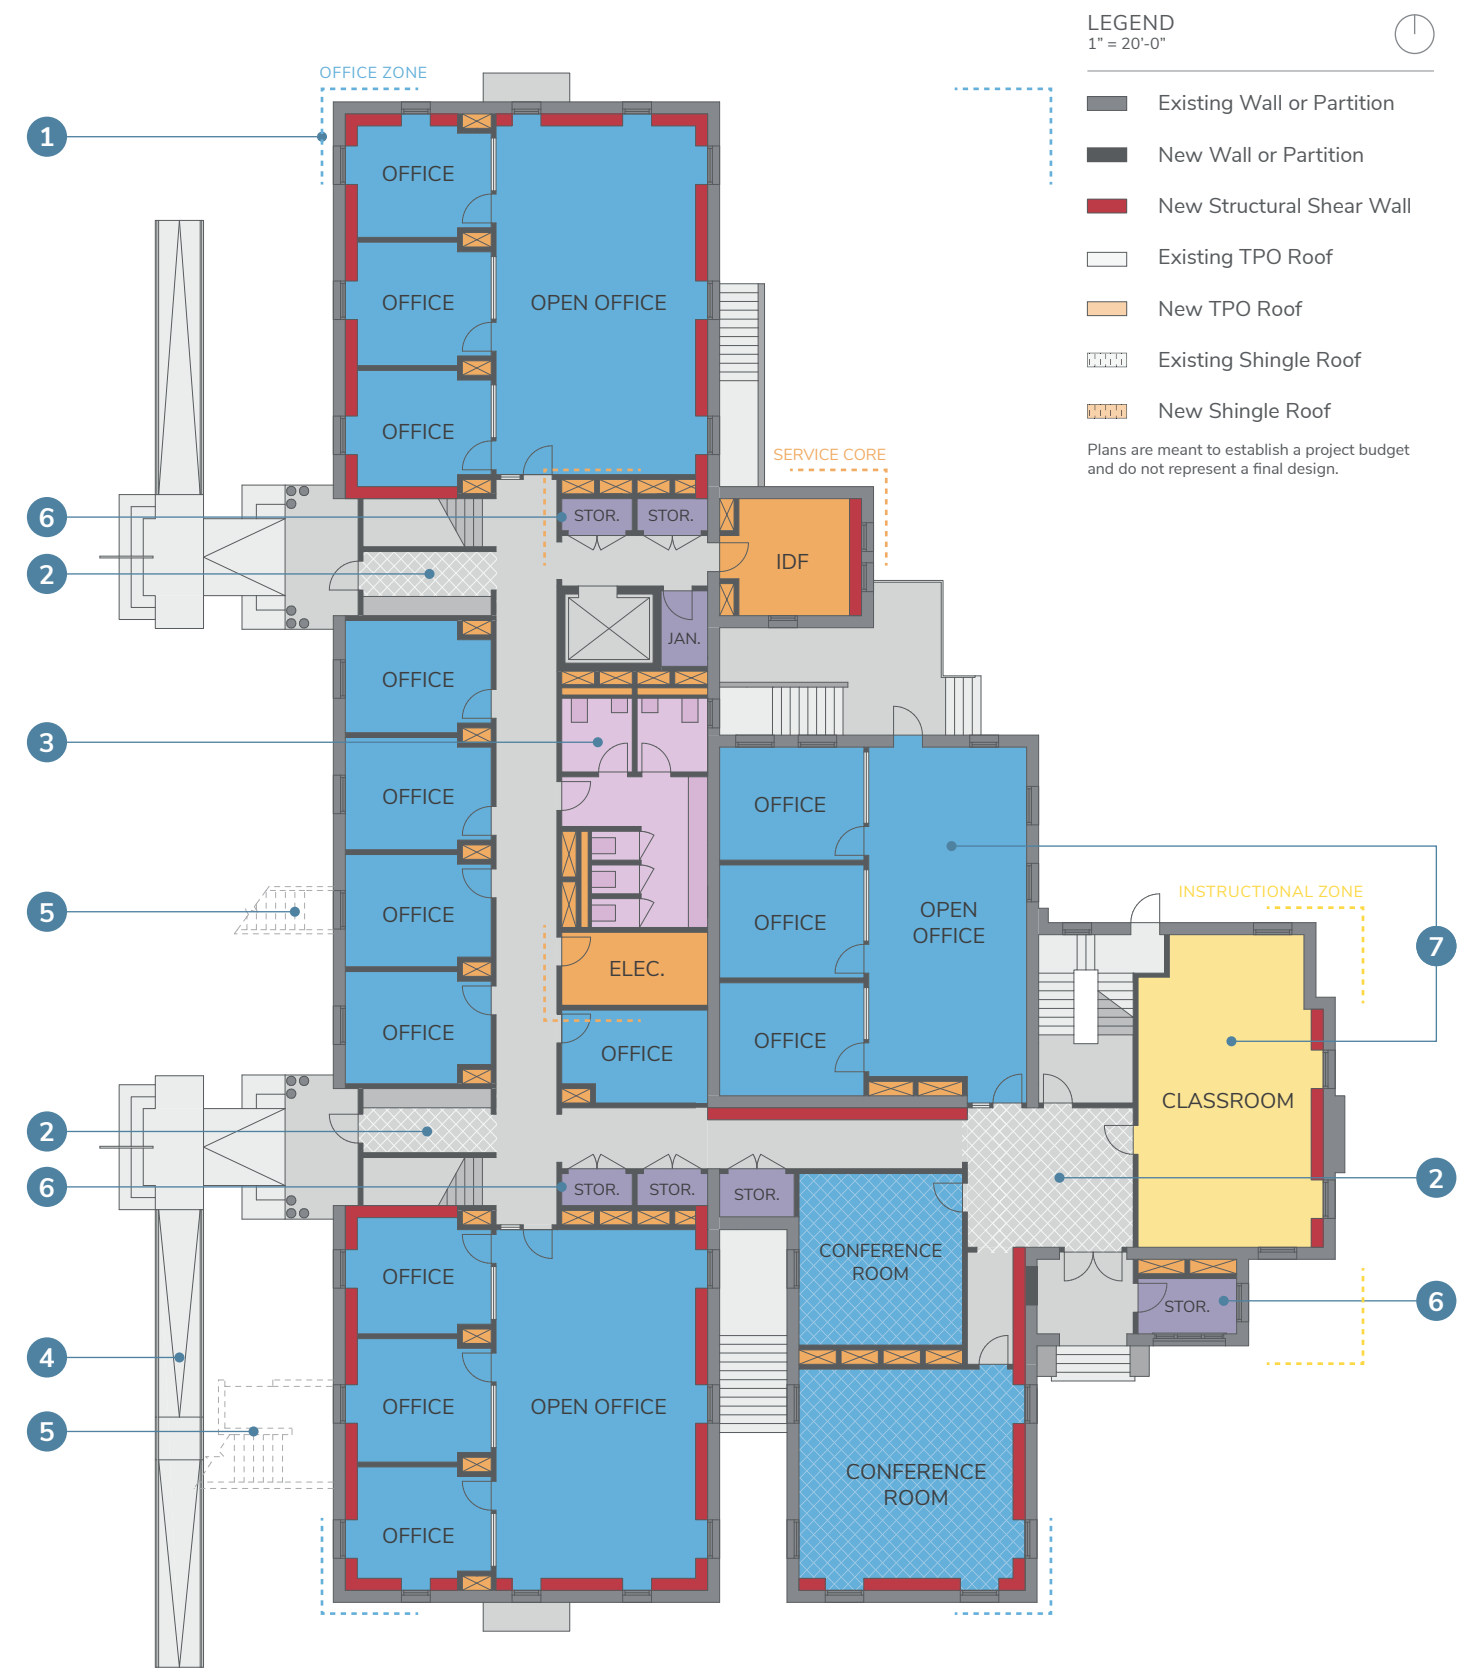 LEGEND
1" = 20'-0"
Existing Wall or Partition
New Wall or Partition
New Structural Shear Wall
Existing TPO Roof
New TPO Roof
Existing Shingle Roof
New Shingle Roof
Plans are meant to establish a project budget
and do not represent a final design.
OFFICE ZONE
1
OFFICE
OFFICE
OPEN OFFICE
OFFICE
SERVICE CORE
6
STOR.
STOR.
2
IDF
JAN.
OFFICE
3
OFFICE
OFFICE
5
OFFICE
OFFICE
OPEN
OFFICE
INSTRUCTIONAL ZONE
7
ELEC.
OFFICE
OFFICE
OFFICE
CLASSROOM
2
6
STOR.
STOR.
STOR.
2
CONFERENCE
ROOM
OFFICE
STOR.
6
4
OFFICE
OPEN OFFICE
5
CONFERENCE
ROOM
OFFICE